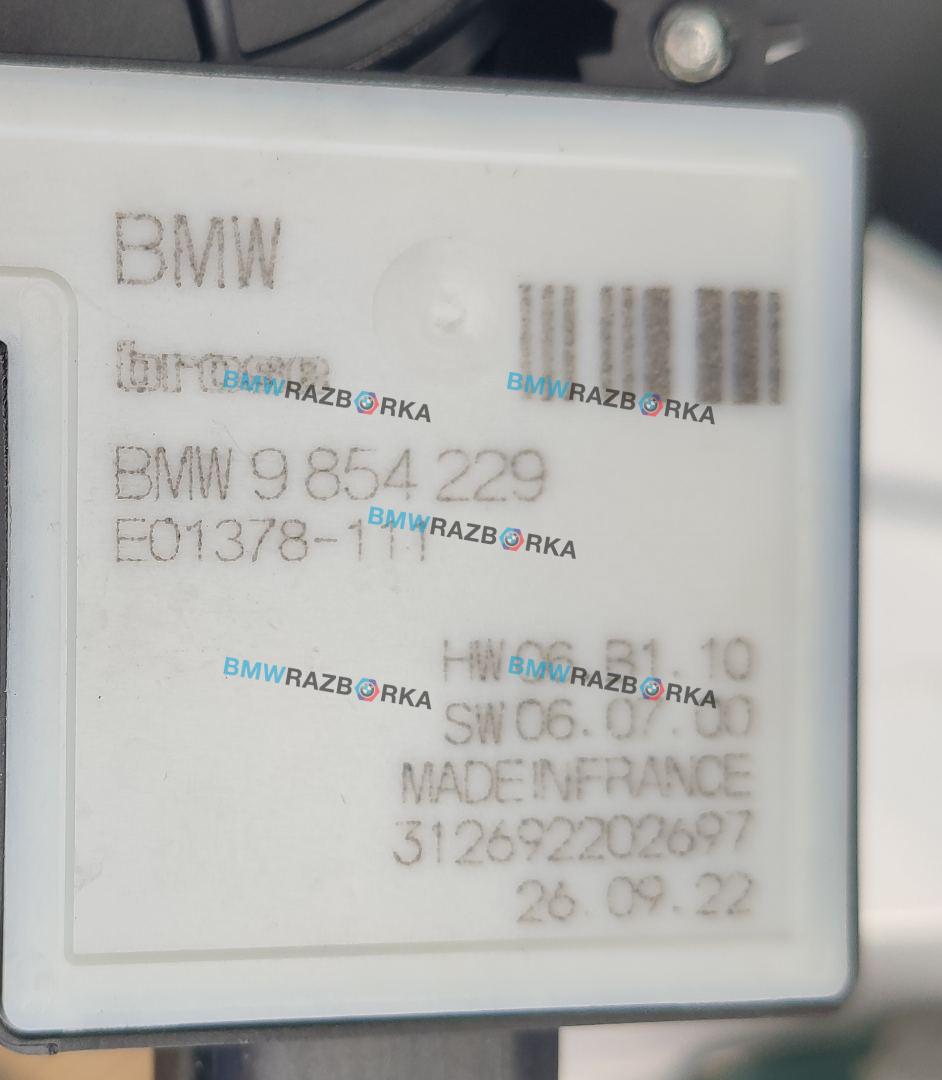 BMW
brose
BMW 9 854 229
E01378-111
HW 06.B1.10
SW 06.07.00
MADE IN FRANCE
312692202697
26.09.22
BMWRAZBORKA
BMWRAZBORKA
BMWRAZBORKA
BMWRAZBORKA
BMWRAZBORKA